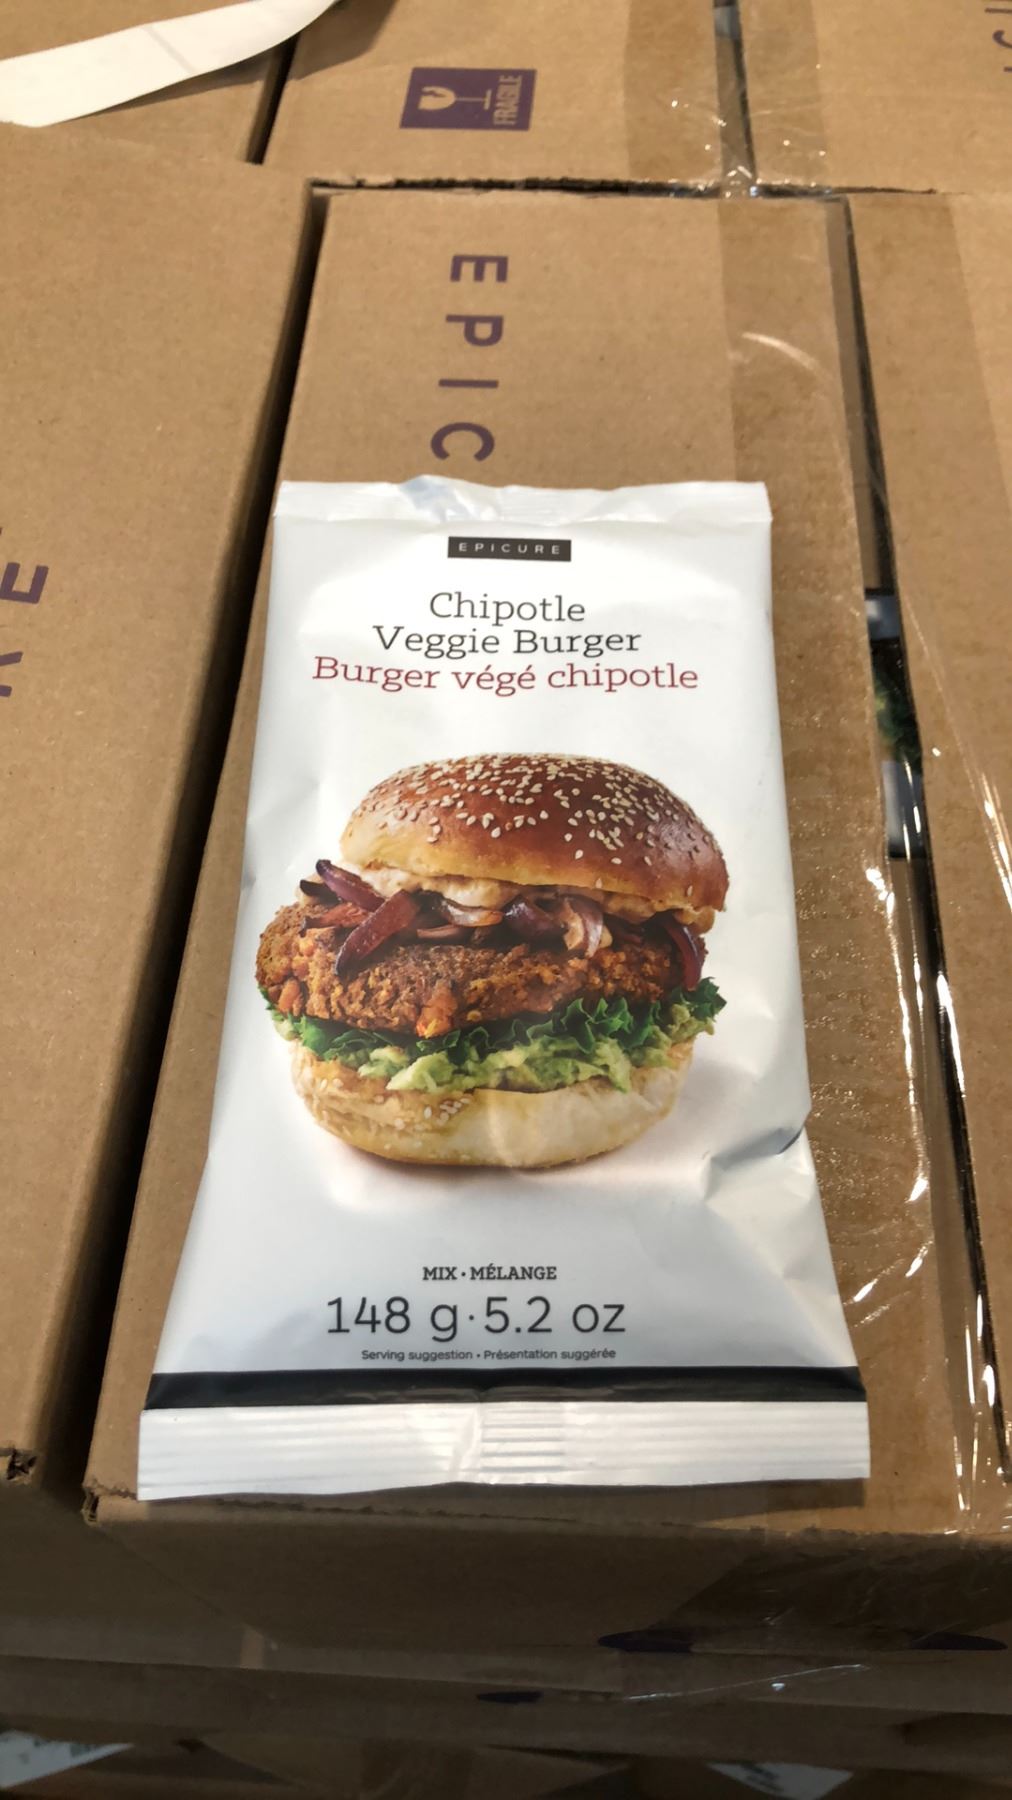 FRAGILE
EPIC
EPICURE
Chipotle
Veggie Burger
Burger végé chipotle
MIX • MÉLANGE
148 g · 5.2 oz
Serving suggestion • Présentation suggérée